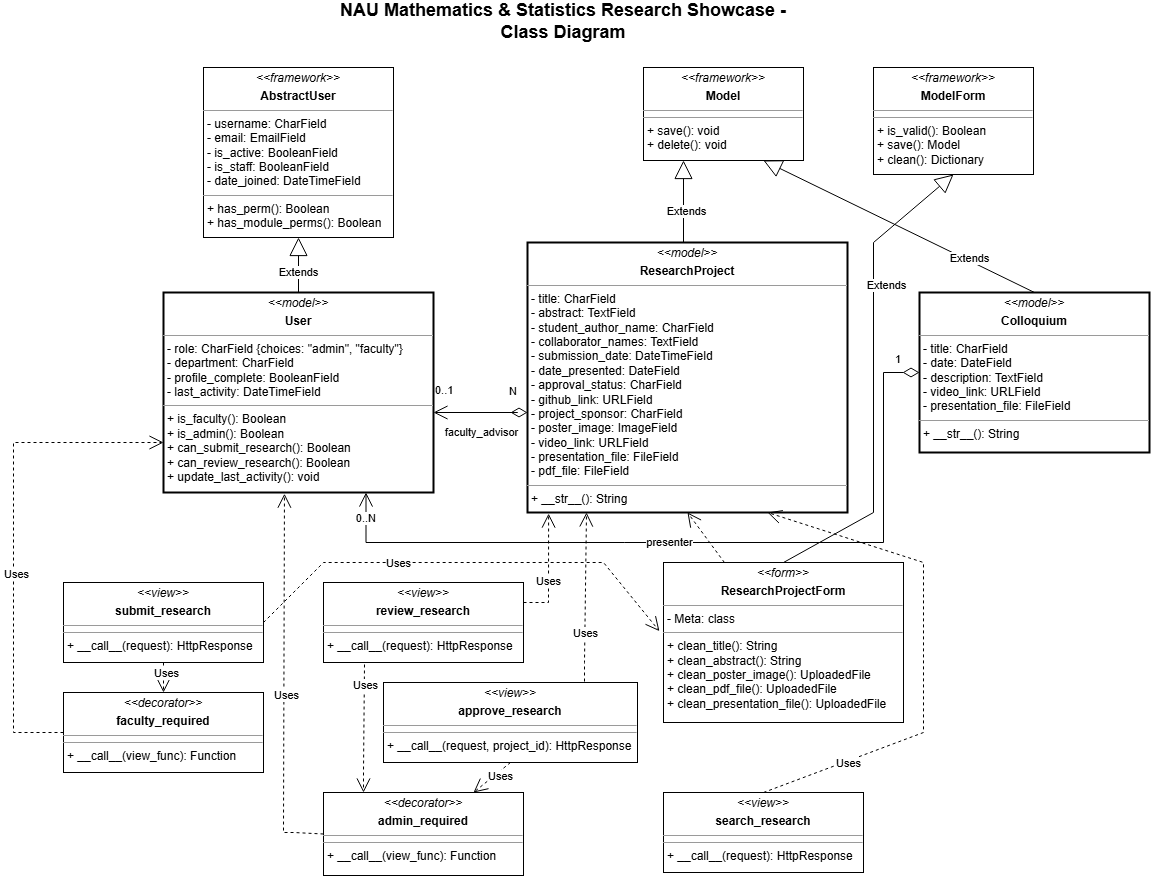 NAU Mathematics & Statistics Research Showcase -
Class Diagram
<<framework>>
AbstractUser
- username: CharField
- email: EmailField
- is_active: BooleanField
- is_staff: BooleanField
- date_joined: DateTimeField
+ has_perm(): Boolean
+ has_module_perms(): Boolean
<<framework>>
Model
+ save(): void
+ delete(): void
<<framework>>
ModelForm
+ is_valid(): Boolean
+ save(): Model
+ clean(): Dictionary
Extends
Extends
Extends
Extends
<<model>>
User
- role: CharField {choices: "admin", "faculty"}
- department: CharField
- profile_complete: BooleanField
- last_activity: DateTimeField
+ is_faculty(): Boolean
+ is_admin(): Boolean
+ can_submit_research(): Boolean
+ can_review_research(): Boolean
+ update_last_activity(): void
0..1
N
faculty_advisor
<<model>>
ResearchProject
- title: CharField
- abstract: TextField
- student_author_name: CharField
- collaborator_names: TextField
- submission_date: DateTimeField
- date_presented: DateField
- approval_status: CharField
- github_link: URLField
- project_sponsor: CharField
- poster_image: ImageField
- video_link: URLField
- presentation_file: FileField
- pdf_file: FileField
+ __str__(): String
<<model>>
Colloquium
- title: CharField
- date: DateField
- description: TextField
- video_link: URLField
- presentation_file: FileField
+ __str__(): String
1
0..N
presenter
Uses
Uses
Uses
Uses
<<view>>
submit_research
+ __call__(request): HttpResponse
Uses
<<decorator>>
faculty_required
+ __call__(view_func): Function
<<view>>
review_research
+ __call__(request): HttpResponse
Uses
Uses
<<view>>
approve_research
+ __call__(request, project_id): HttpResponse
Uses
<<decorator>>
admin_required
+ __call__(view_func): Function
<<form>>
ResearchProjectForm
- Meta: class
+ clean_title(): String
+ clean_abstract(): String
+ clean_poster_image(): UploadedFile
+ clean_pdf_file(): UploadedFile
+ clean_presentation_file(): UploadedFile
Uses
<<view>>
search_research
+ __call__(request): HttpResponse